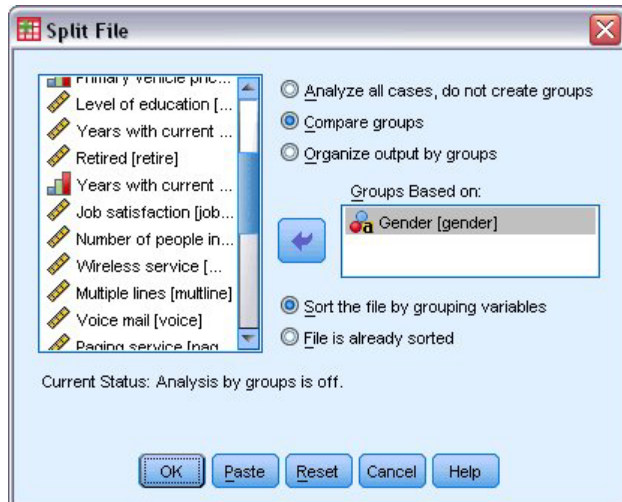 Split File
Primary vehicle pric...
Level of education [...
Years with current ...
Retired [retire]
Years with current ...
Job satisfaction [job...
Number of people in...
Wireless service [...
Multiple lines [multline]
Voice mail [voice]
Paging service [pag
Analyze all cases, do not create groups
Compare groups
Organize output by groups
Groups Based on:
a Gender [gender]
Sort the file by grouping variables
File is already sorted
Current Status: Analysis by groups is off.
OK Paste Reset Cancel Help